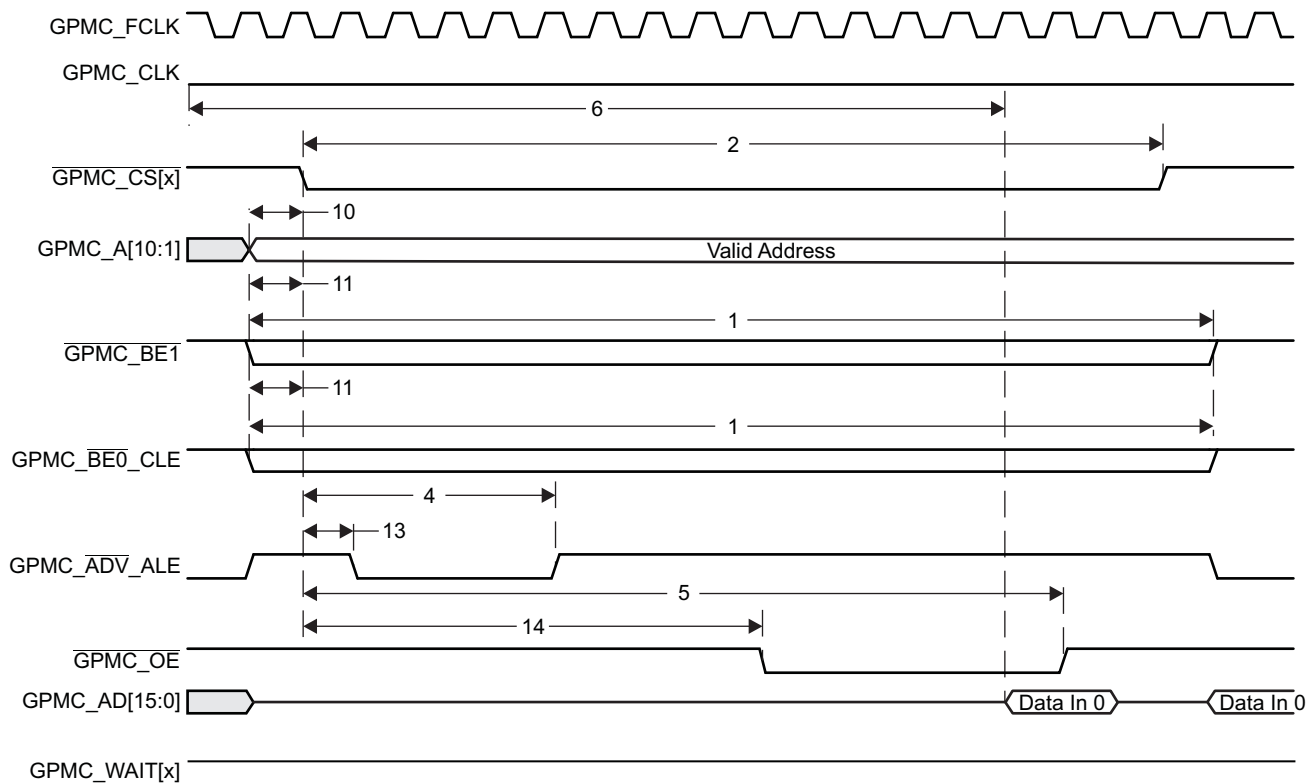 GPMC_FCLK
GPMC_CLK
6
2
GPMC_CS[x]
10
GPMC_A[10:1]
Valid Address
11
1
GPMC_BE1
11
1
GPMC_BE0_CLE
4
13
GPMC_ADV_ALE
5
14
GPMC_OE
GPMC_AD[15:0]
Data In 0
Data In 0
GPMC_WAIT[x]